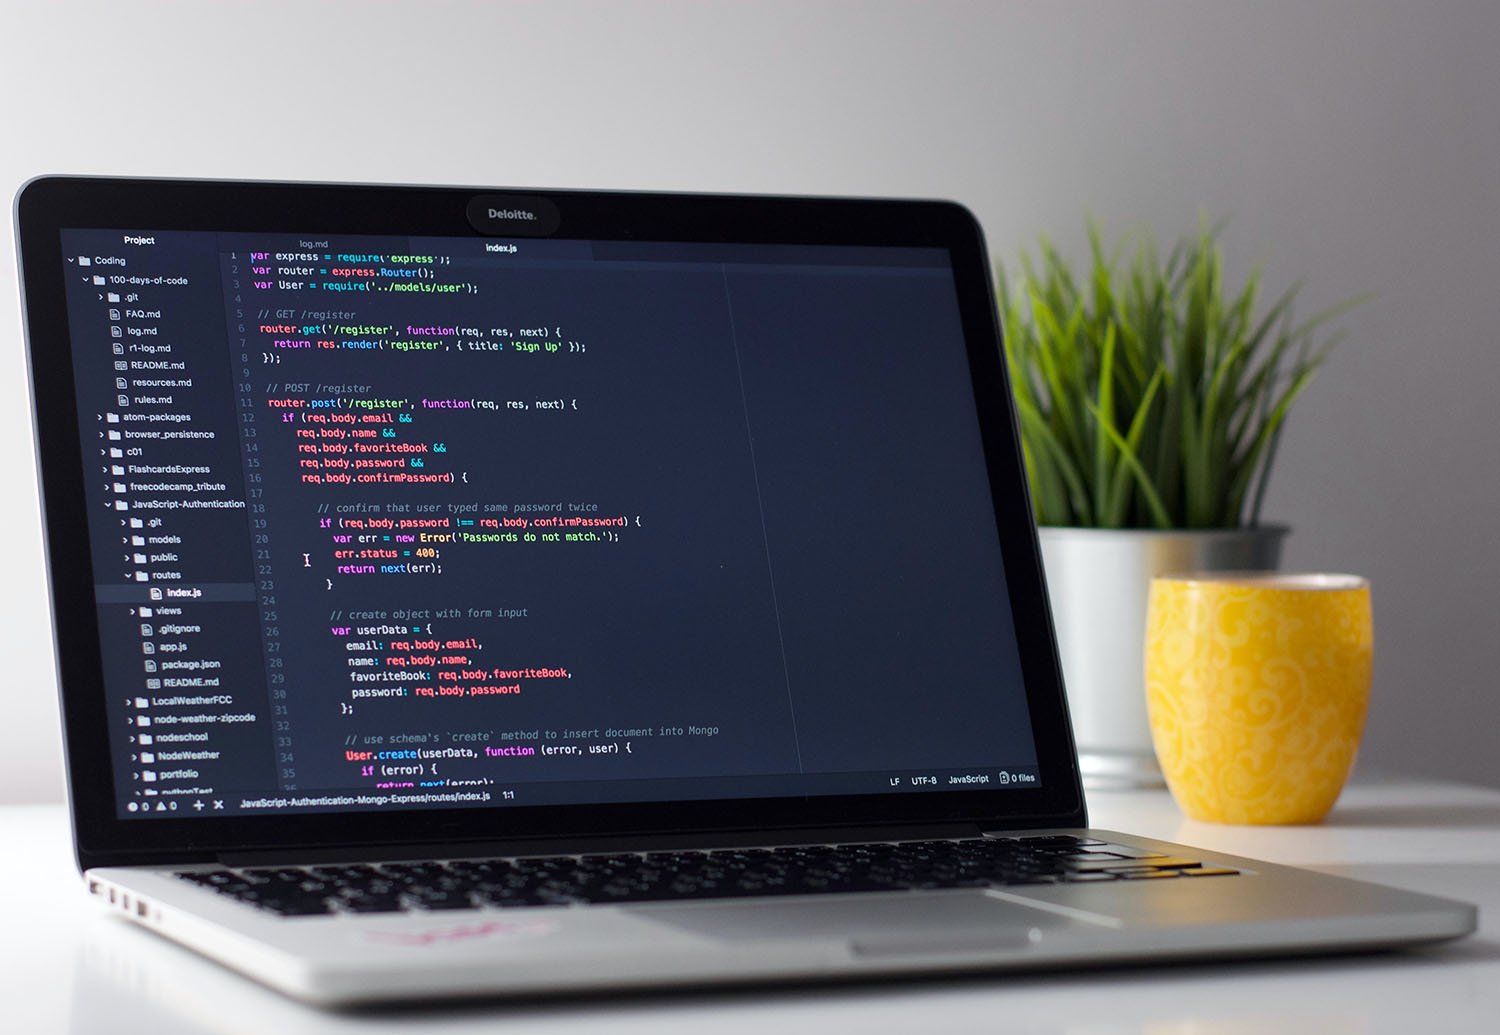 Deloitte.
Project
log.md
index.js
Coding
100-days-of-code
.git
FAQ.md
log.md
r1-log.md
README.md
resources.md
rules.md
atom-packages
browser_persistence
c01
FlashcardsExpress
freecodecamp_tribute
JavaScript-Authentication
.git
models
public
routes
index.js
views
.gitignore
app.js
package.json
README.md
LocalWeatherFCC
node-weather-zipcode
nodeschool
NodeWeather
portfolio
pythonTest
1 var express = require('express');
2 var router = express.Router();
3 var User = require('../models/user');
4
5 // GET /register
6 router.get('/register', function(req, res, next) {
7 return res.render('register', { title: 'Sign Up' });
8 });
9
10 // POST /register
11 router.post('/register', function(req, res, next) {
12 if (req.body.email &&
13 req.body.name &&
14 req.body.favoriteBook &&
15 req.body.password &&
16 req.body.confirmPassword) {
17
18 // confirm that user typed same password twice
19 if (req.body.password !== req.body.confirmPassword) {
20 var err = new Error('Passwords do not match.');
21 err.status = 400;
22 return next(err);
23 }
24
25 // create object with form input
26 var userData = {
27 email: req.body.email,
28 name: req.body.name,
29 favoriteBook: req.body.favoriteBook,
30 password: req.body.password
31 };
32
33 // use schema's `create` method to insert document into Mongo
34 User.create(userData, function (error, user) {
35 if (error) {
36 return next(error);
0 0 JavaScript-Authentication-Mongo-Express/routes/index.js 1:1 LF UTF-8 JavaScript 0 files